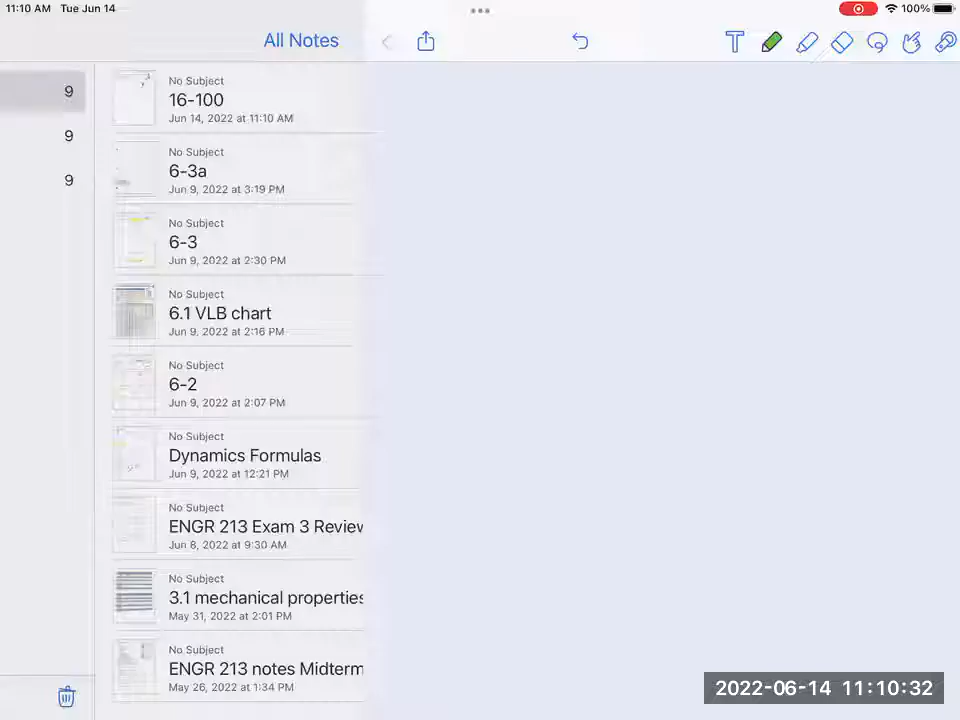 11:10 AM Tue Jun 14
100%
All Notes
9
9
9
No Subject
16-100
Jun 14, 2022 at 11:10 AM
No Subject
6-3a
Jun 9, 2022 at 3:19 PM
No Subject
6-3
Jun 9, 2022 at 2:30 PM
No Subject
6.1 VLB chart
Jun 9, 2022 at 2:16 PM
No Subject
6-2
Jun 9, 2022 at 2:07 PM
No Subject
Dynamics Formulas
Jun 9, 2022 at 12:21 PM
No Subject
ENGR 213 Exam 3 Review
Jun 8, 2022 at 9:30 AM
No Subject
3.1 mechanical properties
May 31, 2022 at 2:01 PM
No Subject
ENGR 213 notes Midterm
May 26, 2022 at 1:34 PM
2022-06-14 11:10:32